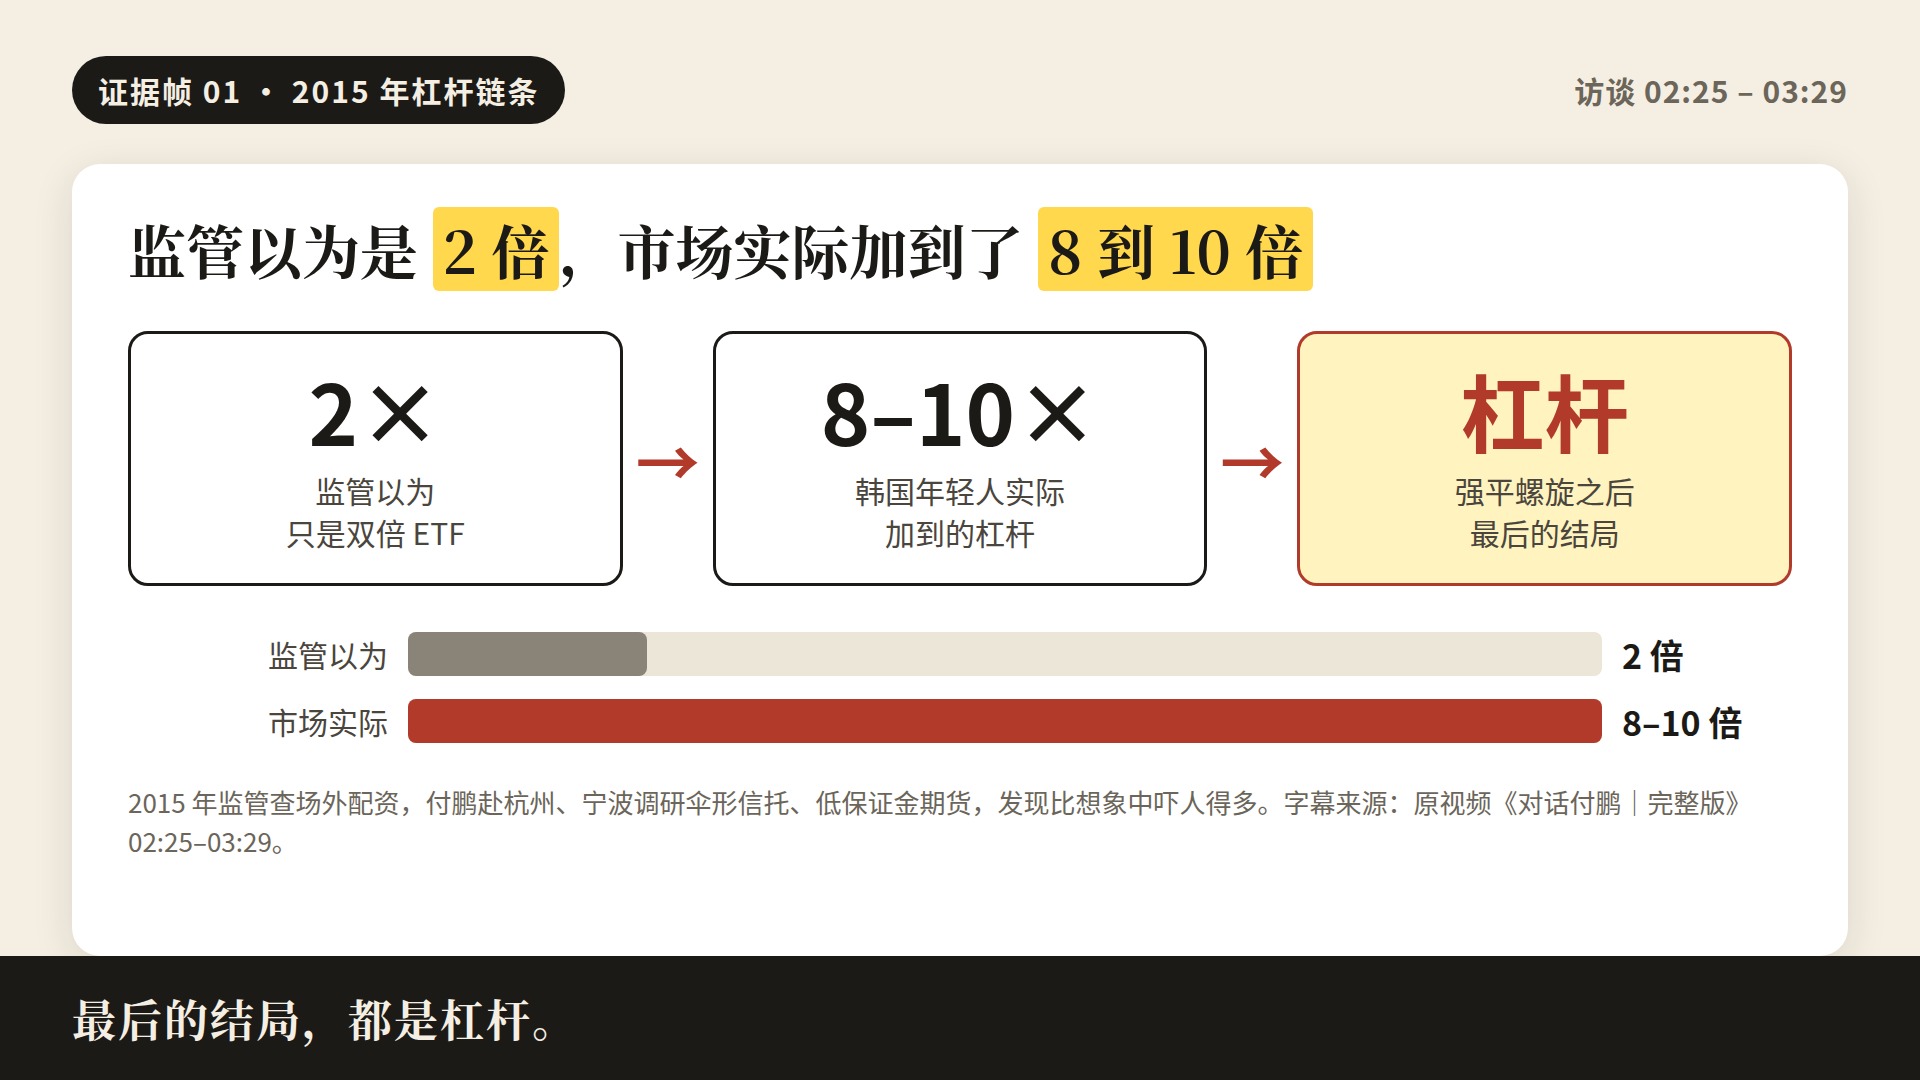 证据帧 01 · 2015 年杠杆链条
访谈 02:25 – 03:29
监管以为是 2 倍，市场实际加到了 8 到 10 倍
2×
监管以为
只是双倍 ETF
→
8–10×
韩国年轻人实际
加到的杠杆
→
杠杆
强平螺旋之后
最后的结局
监管以为 2 倍
市场实际 8–10 倍
2015 年监管查场外配资，付鹏赴杭州、宁波调研伞形信托、低保证金期货，发现比想象中吓人得多。字幕来源：原视频《对话付鹏｜完整版》
02:25–03:29。
最后的结局，都是杠杆。